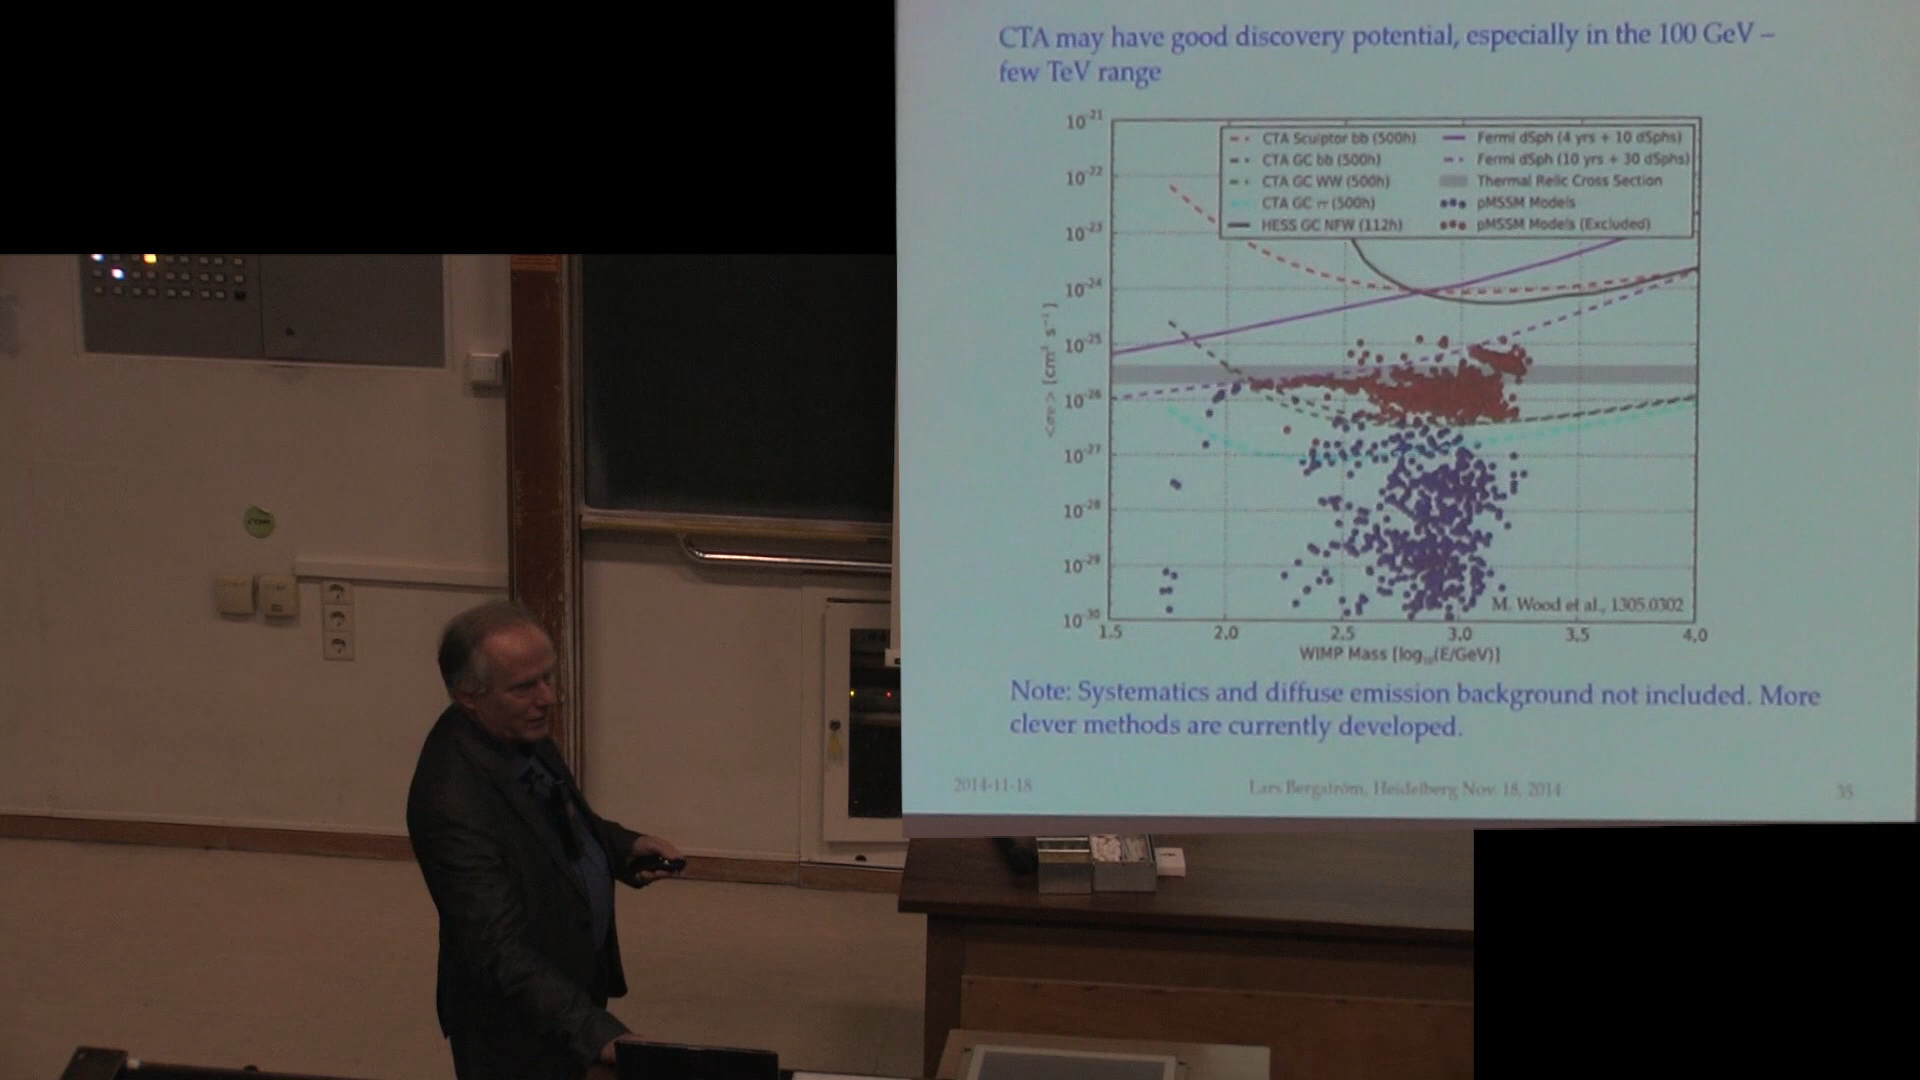 CTA may have good discovery potential, especially in the 100 GeV –
few TeV range
10^-21
10^-22
10^-23
10^-24
10^-25
10^-26
10^-27
10^-28
10^-29
10^-30
<σv> [cm³ s⁻¹]
CTA Sculptor bb (500h)
CTA GC bb (500h)
CTA GC WW (500h)
CTA GC ττ (500h)
HESS GC NFW (112h)
Fermi dSph (4 yrs + 10 dSphs)
Fermi dSph (10 yrs + 30 dSphs)
Thermal Relic Cross Section
pMSSM Models
pMSSM Models (Excluded)
M. Wood et al., 1305.0302
1.5 2.0 2.5 3.0 3.5 4.0
WIMP Mass [log₁₀(E/GeV)]
Note: Systematics and diffuse emission background not included. More
clever methods are currently developed.
2014-11-18 Lars Bergström, Heidelberg Nov. 18, 2014 35